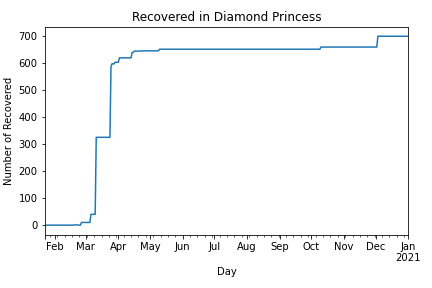 Recovered in Diamond Princess
Number of Recovered
700
600
500
400
300
200
100
0
Feb Mar Apr May Jun Jul Aug Sep Oct Nov Dec Jan
2021
Day